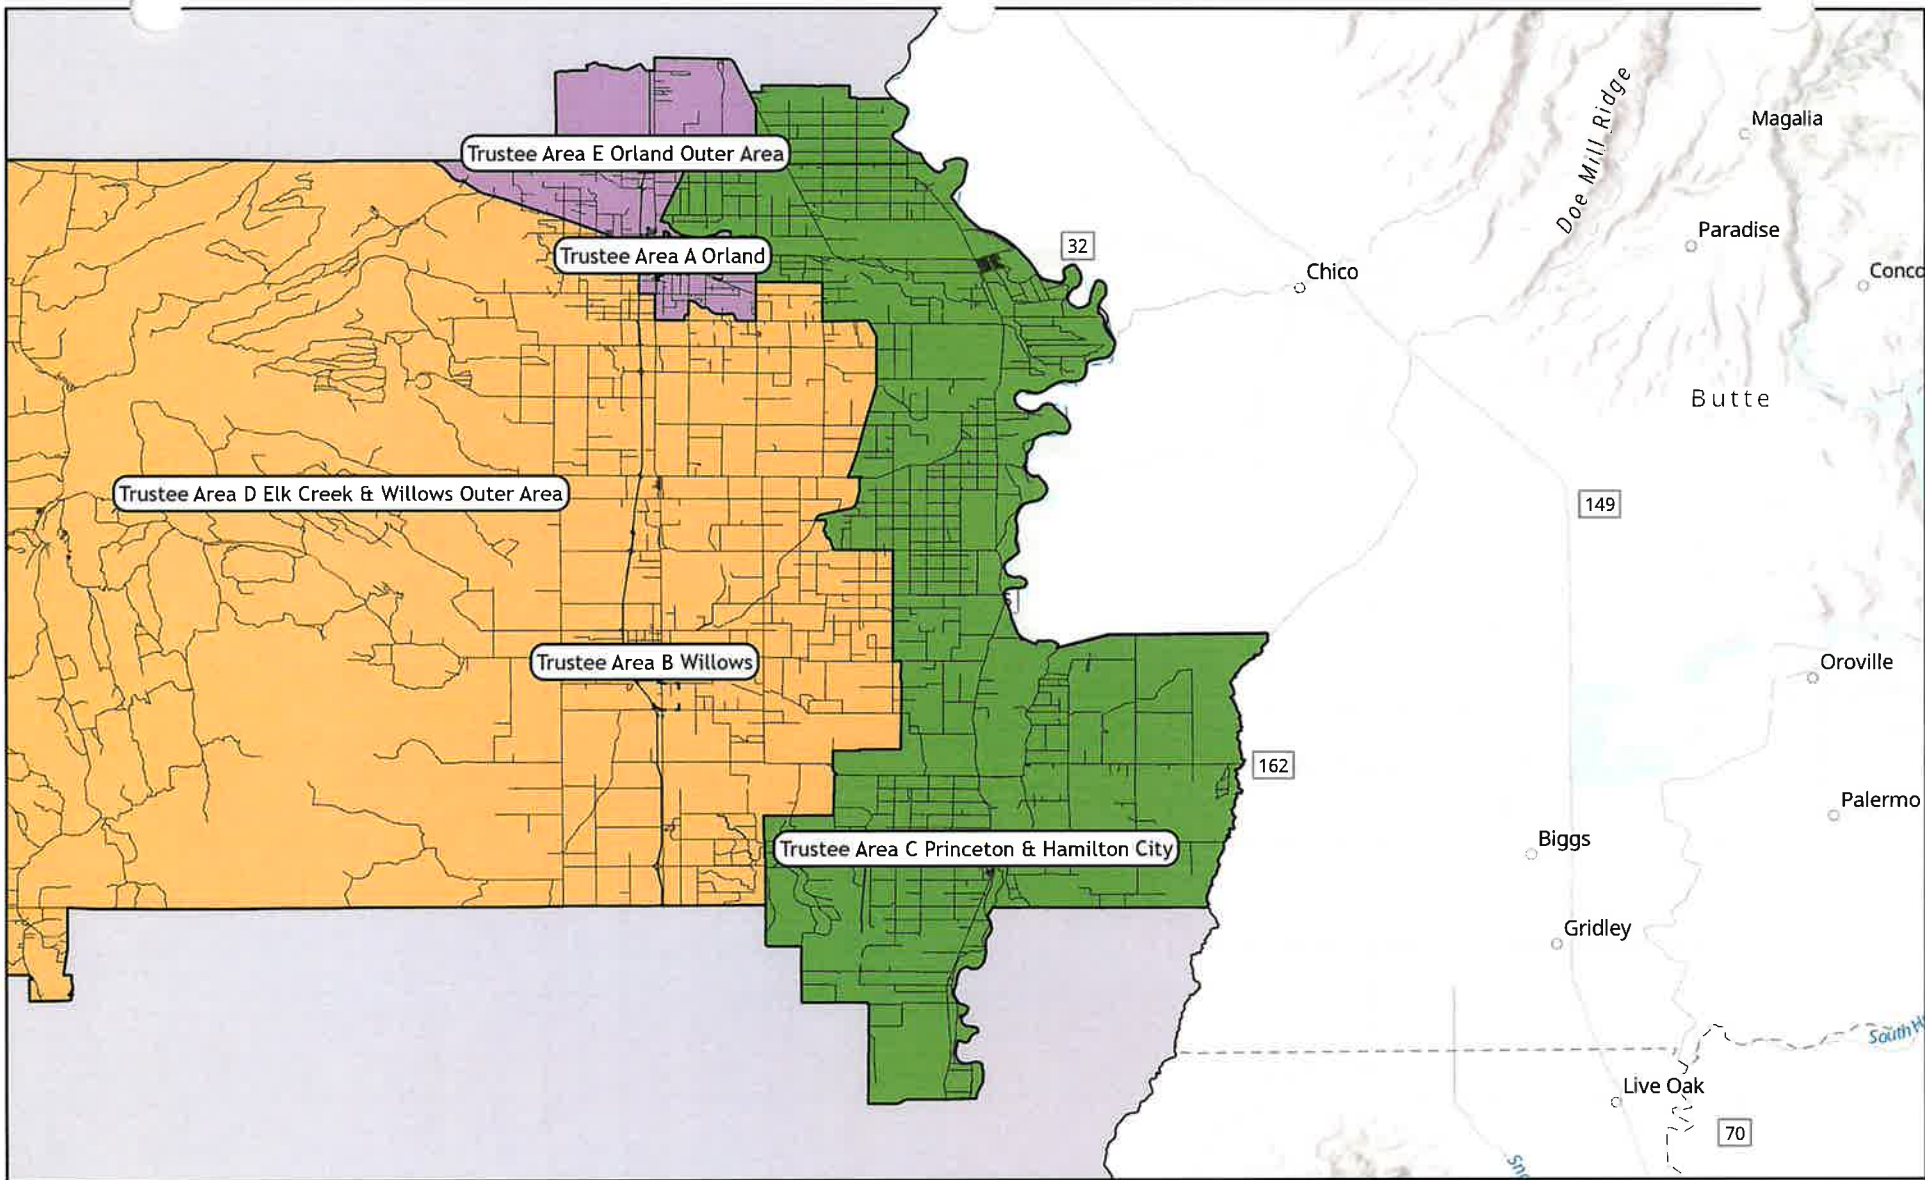 Magalia
Doe Mill Ridge
Trustee Area E Orland Outer Area
Paradise
32
Trustee Area A Orland
Chico
Butte
Trustee Area D Elk Creek & Willows Outer Area
149
Trustee Area B Willows
Oroville
162
Palermo
Trustee Area C Princeton & Hamilton City
Biggs
Gridley
South
Live Oak
70